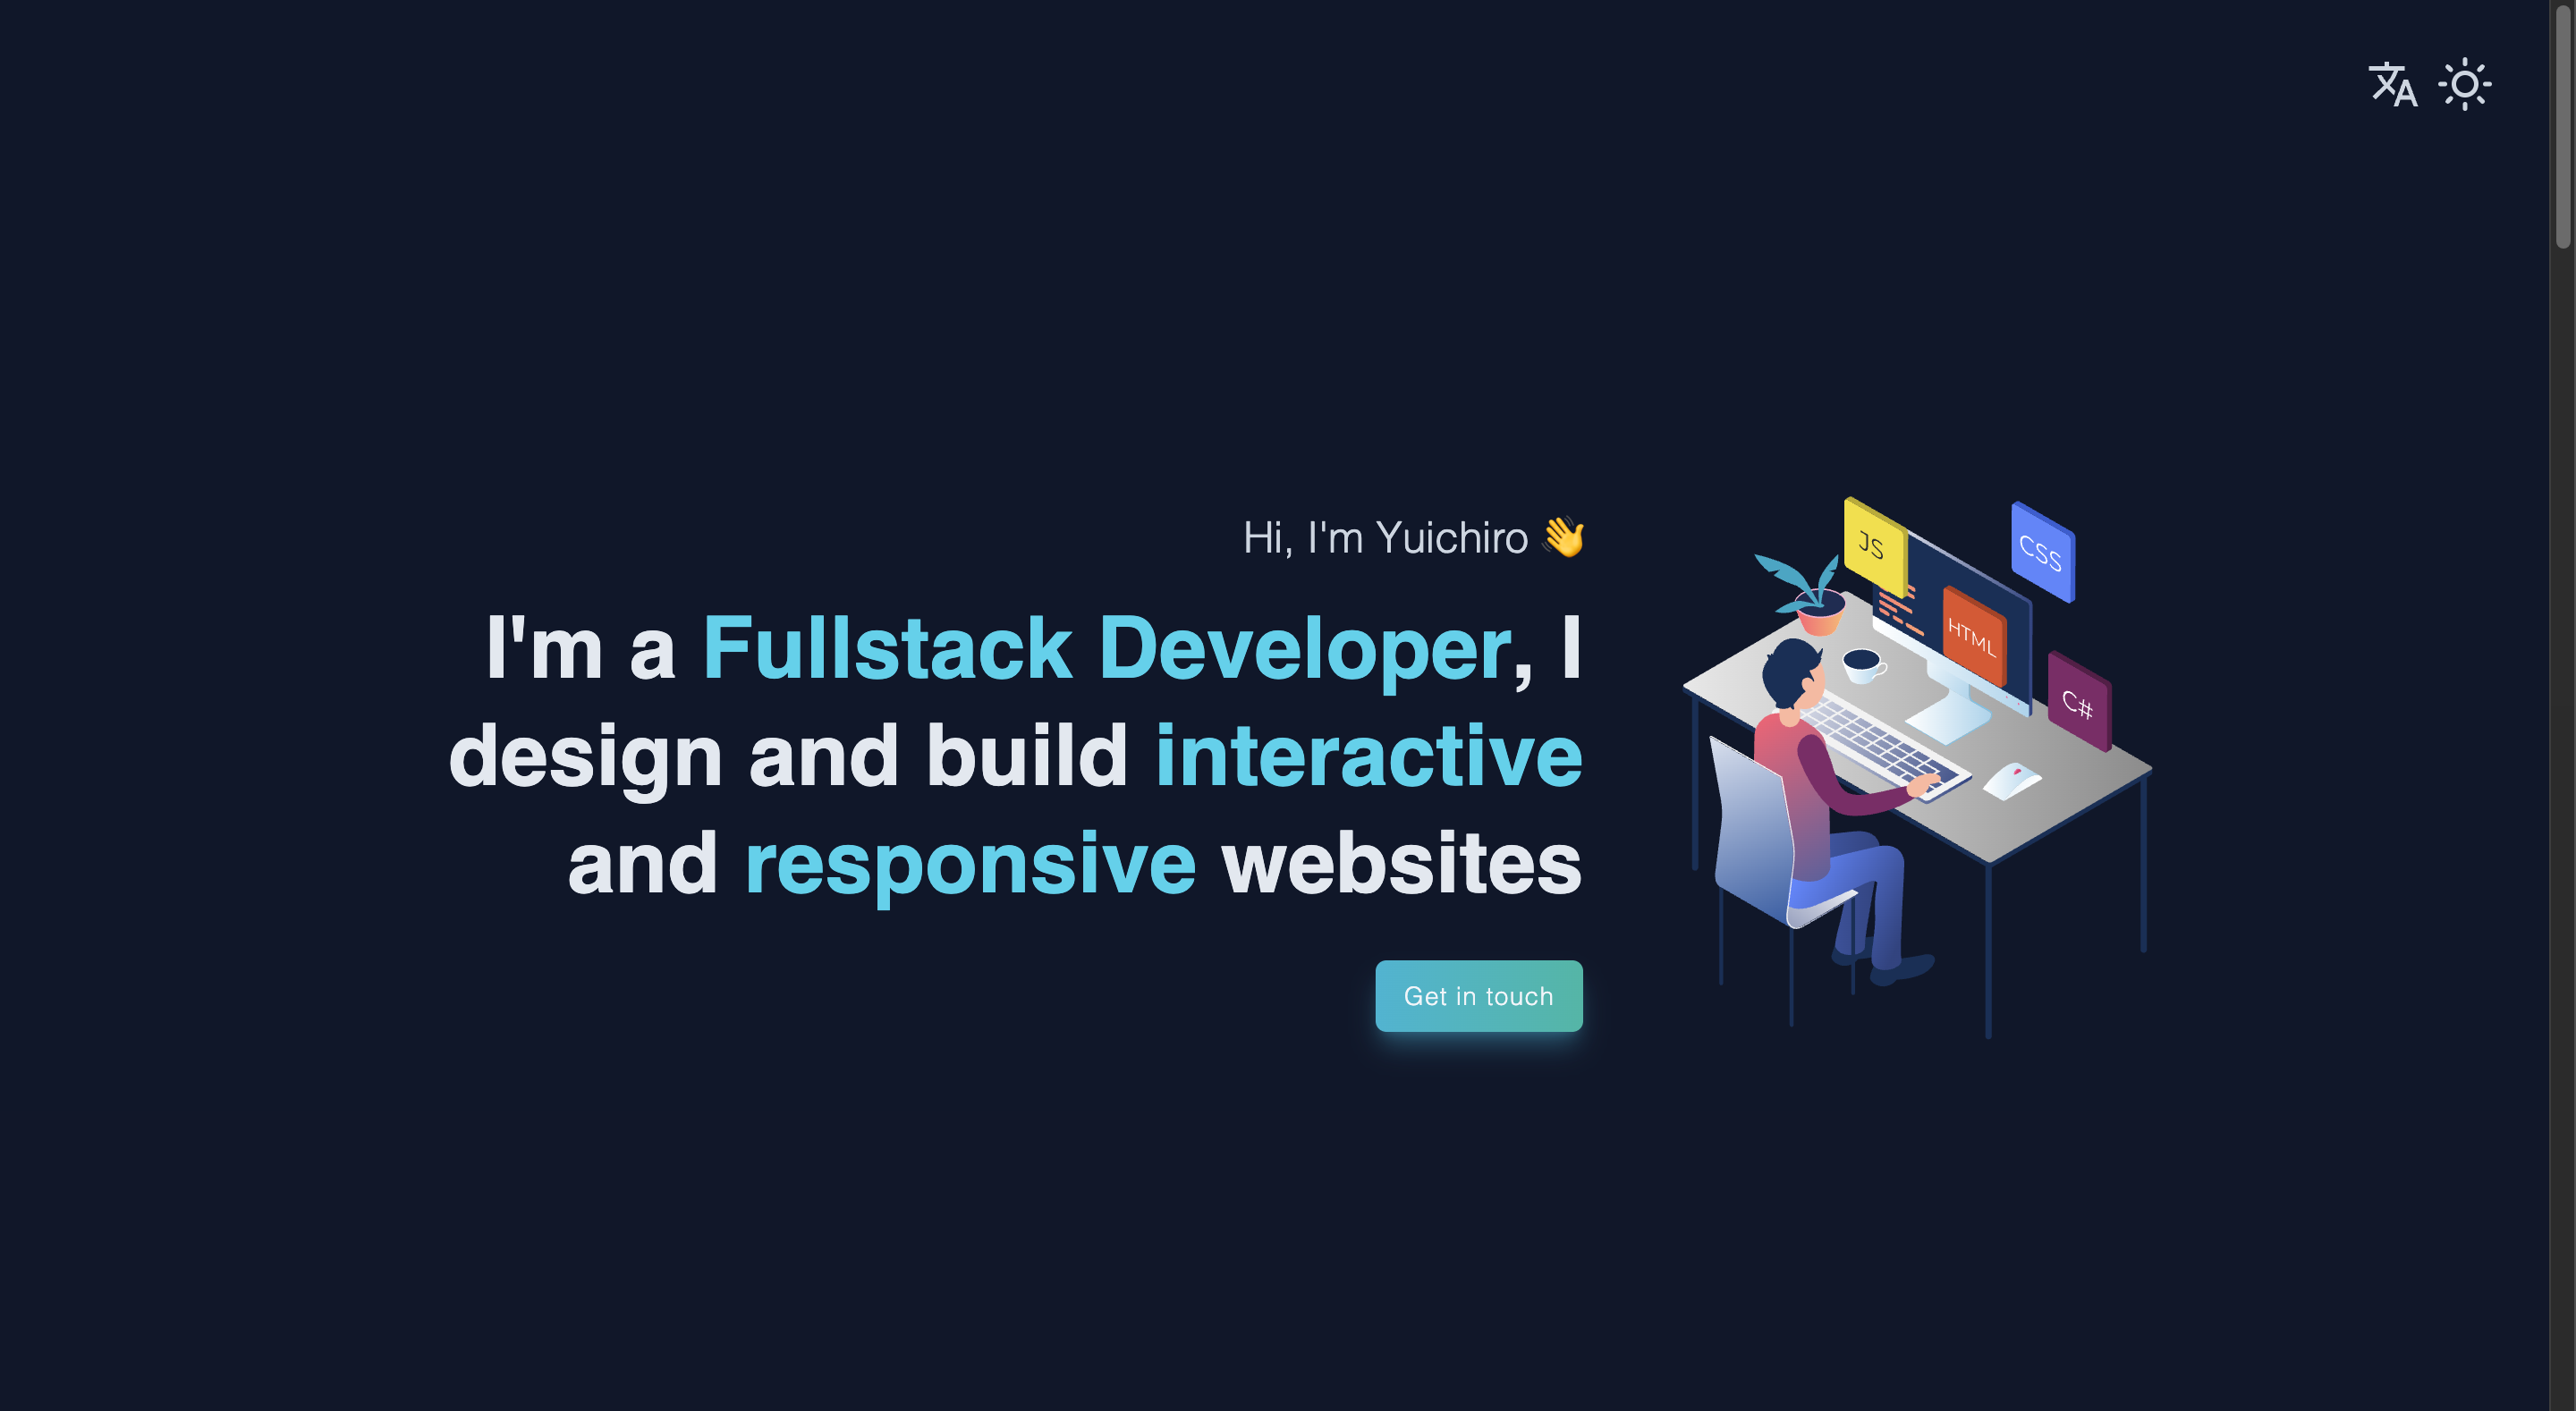 Hi, I'm Yuichiro 👋
I'm a Fullstack Developer, I
design and build interactive
and responsive websites
Get in touch
JS
CSS
HTML
C#